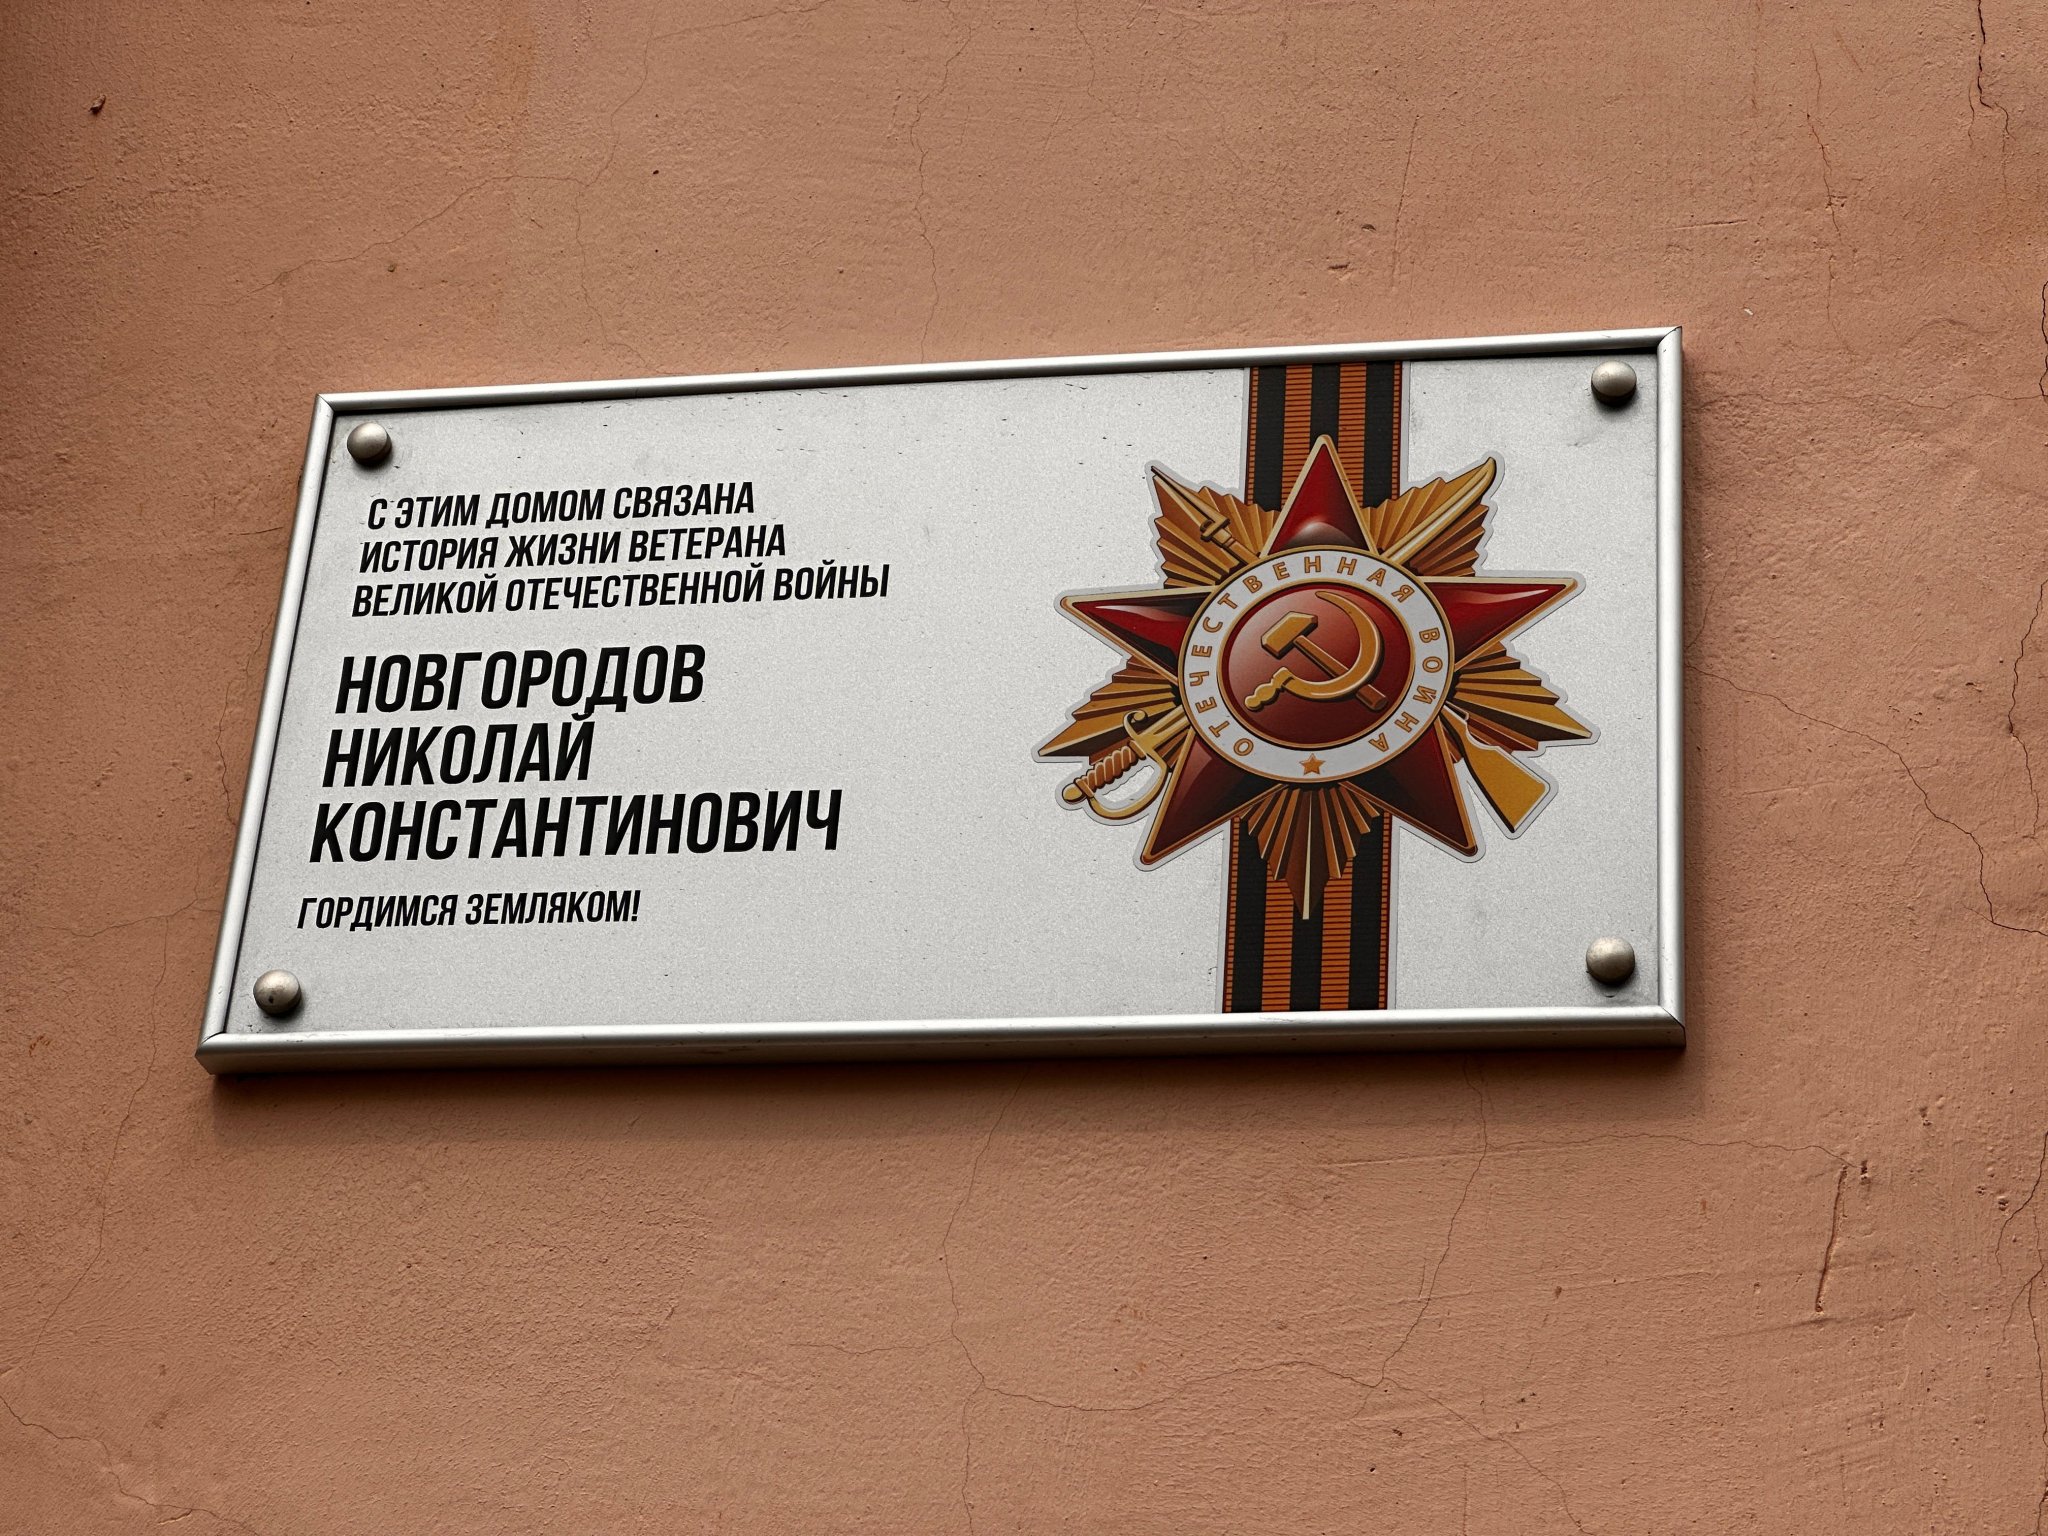 С ЭТИМ ДОМОМ СВЯЗАНА
ИСТОРИЯ ЖИЗНИ ВЕТЕРАНА
ВЕЛИКОЙ ОТЕЧЕСТВЕННОЙ ВОЙНЫ
НОВГОРОДОВ
НИКОЛАЙ
КОНСТАНТИНОВИЧ
ГОРДИМСЯ ЗЕМЛЯКОМ!
ОТЕЧЕСТВЕННАЯ ВОЙНА